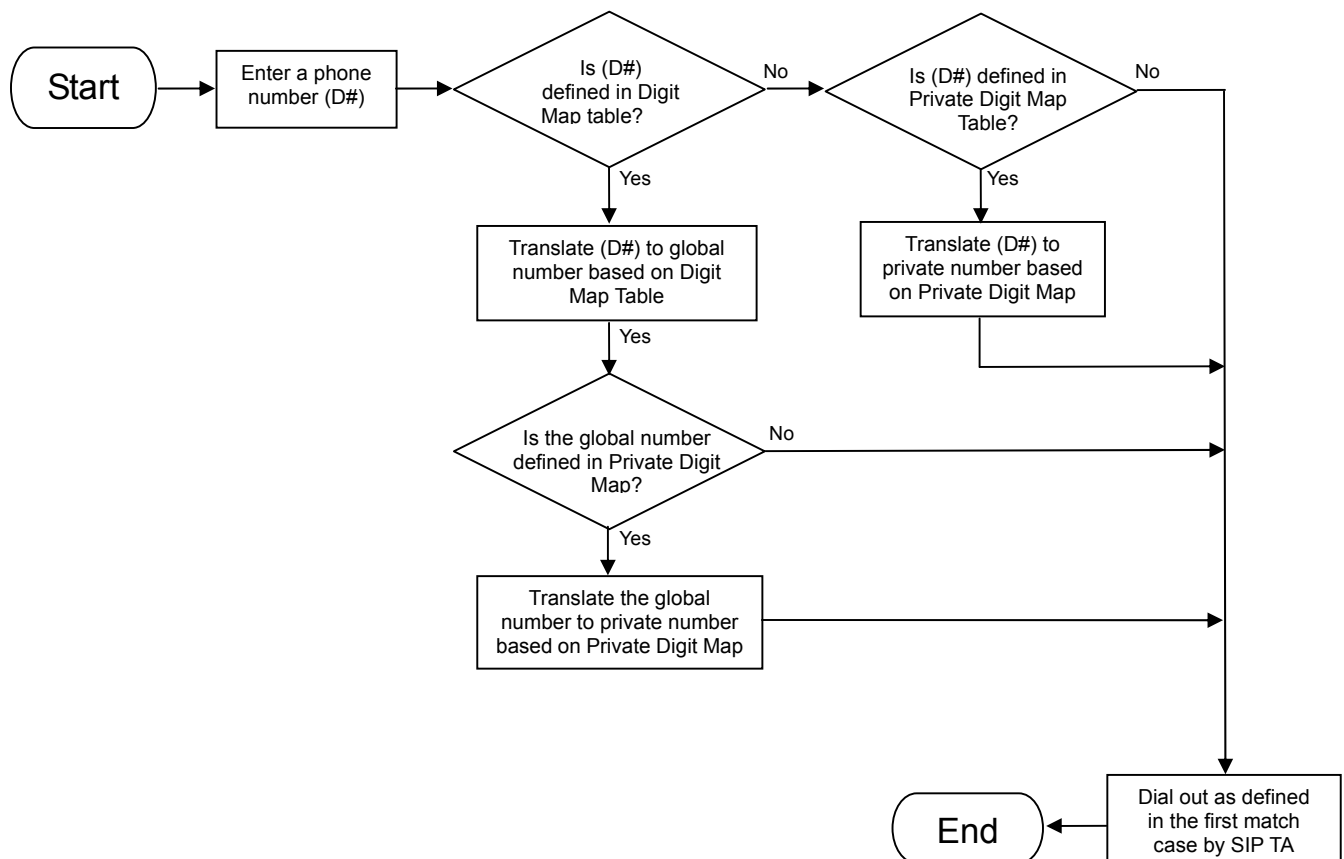 Start
Enter a phone
number (D#)
Is (D#)
defined in Digit
Map table?
No
Is (D#) defined in
Private Digit Map
Table?
No
Yes
Yes
Translate (D#) to global
number based on Digit
Map Table
Translate (D#) to
private number based
on Private Digit Map
Yes
Is the global number
defined in Private Digit
Map?
No
Yes
Translate the global
number to private number
based on Private Digit Map
Dial out as defined
in the first match
case by SIP TA
End